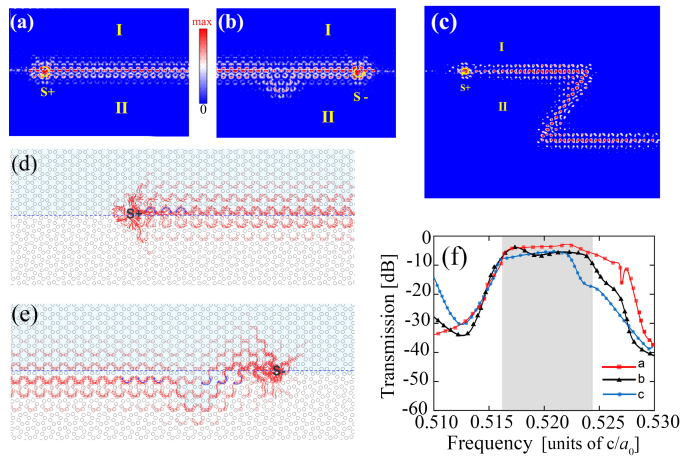 (a)
I
S+
II
max
0
(b)
I
S -
II
(c)
I
S+
II
(d)
S+
(e)
S-
(f)
Transmission [dB]
0
-10
-20
-30
-40
-50
-60
a
b
c
0.510
0.515
0.520
0.525
0.530
Frequency [units of c/a₀]